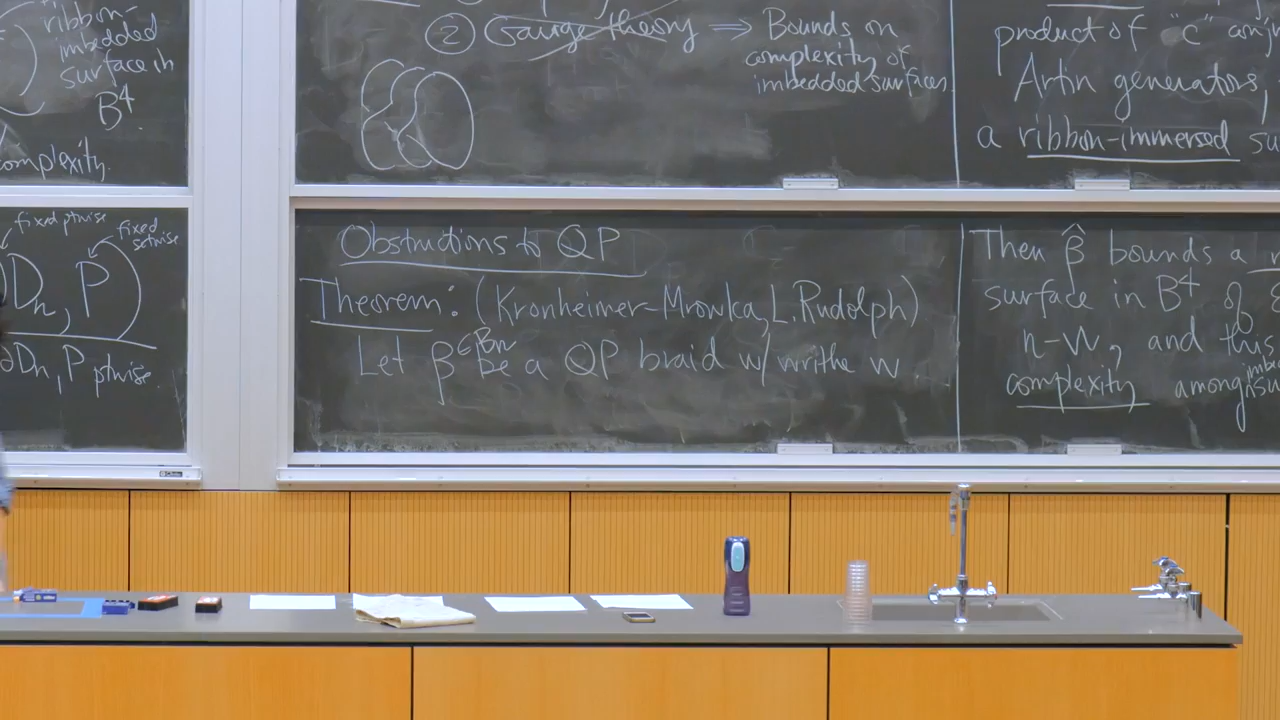 ribbon-
imbedded
surface in
B⁴
complexity.
fixed ptwise
fixed
setwise
Dₙ, P)
∂Dₙ, P ptwise.
② Gauge theory ⟹ Bounds on
complexity of
imbedded surfaces
product of "c" conj
Artin generators,
a ribbon-immersed su
Obstructions to QP
Theorem: (Kronheimer-Mrowka, L. Rudolph)
Let β ∈ Bₙ be a QP braid w/ writhe w
Then β̂ bounds a r
surface in B⁴ of
n-w, and thus
complexity among imbe
su